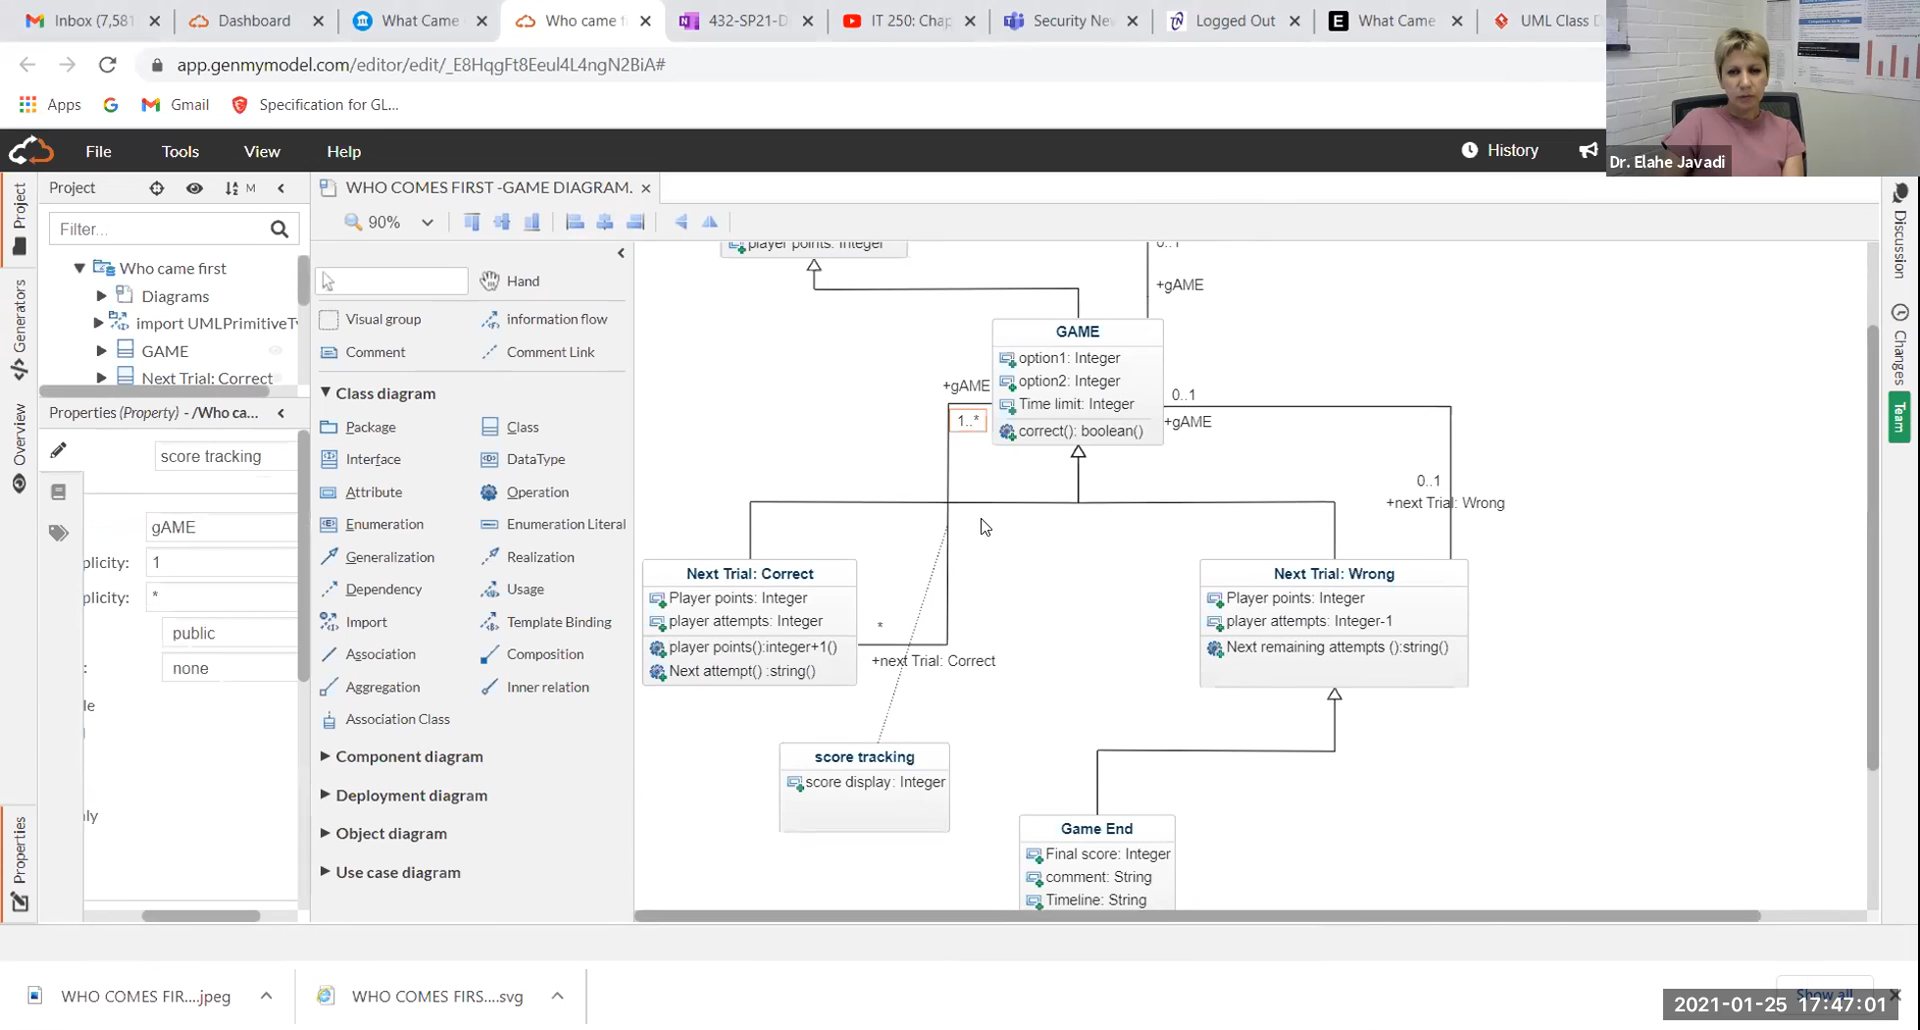 Inbox (7,581
Dashboard
What Came
Who came fi
432-SP21-D
IT 250: Chap
Security Ne
Logged Out
What Came
UML Class D
app.genmymodel.com/editor/edit/_E8HqgFt8Eeul4L4ngN2BiA#
Apps
Gmail
Specification for GL...
File
Tools
View
Help
History
Dr. Elahe Javadi
Project
Project
M
WHO COMES FIRST -GAME DIAGRAM.
Filter...
90%
Who came first
Diagrams
import UMLPrimitiveTy
GAME
Next Trial: Correct
Generators
Overview
Properties
Properties (Property) - /Who ca...
score tracking
gAME
plicity:
1
plicity:
*
public
:
none
le
ly
Hand
Visual group
information flow
Comment
Comment Link
Class diagram
Package
Class
Interface
DataType
Attribute
Operation
Enumeration
Enumeration Literal
Generalization
Realization
Dependency
Usage
Import
Template Binding
Association
Composition
Aggregation
Inner relation
Association Class
Component diagram
Deployment diagram
Object diagram
Use case diagram
player points: Integer
0..1
+gAME
GAME
option1: Integer
option2: Integer
Time limit: Integer
correct(): boolean()
+gAME
1..*
0..1
+gAME
0..1
+next Trial: Wrong
Next Trial: Correct
Player points: Integer
player attempts: Integer
player points():integer+1()
Next attempt() :string()
*
+next Trial: Correct
Next Trial: Wrong
Player points: Integer
player attempts: Integer-1
Next remaining attempts ():string()
score tracking
score display: Integer
Game End
Final score: Integer
comment: String
Timeline: String
Discussion
Changes
Team
WHO COMES FIR....jpeg
WHO COMES FIRS....svg
Show all
2021-01-25 17:47:01